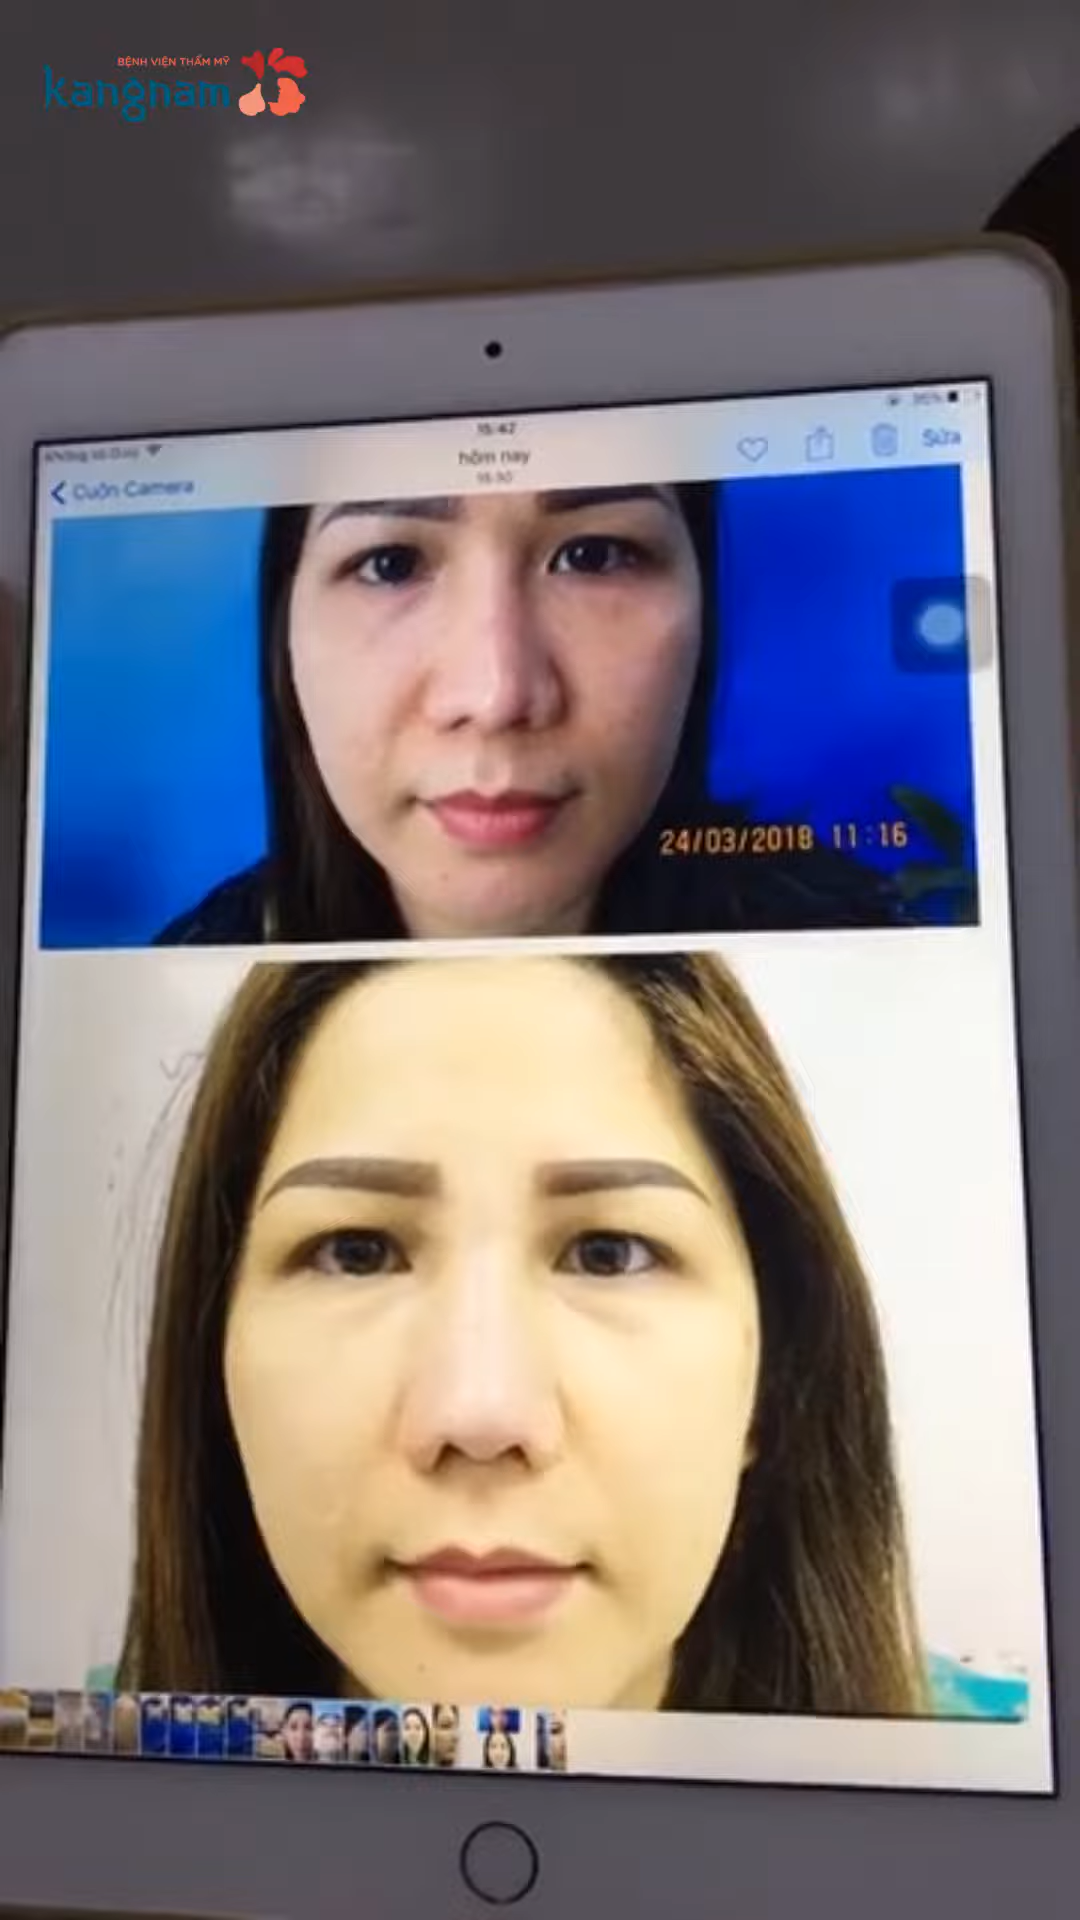 BỆNH VIỆN THẨM MỸ
kangnam
15:42
hôm nay
Sửa
Cuộn Camera
24/03/2018 11:16